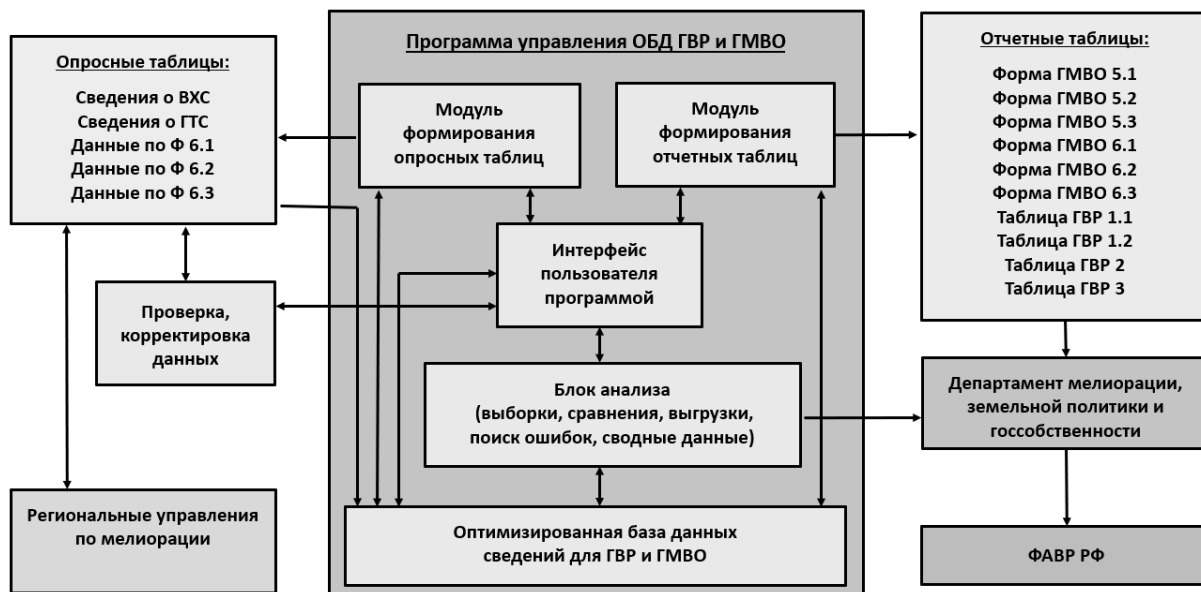 Опросные таблицы:
Сведения о ВХС
Сведения о ГТС
Данные по Ф 6.1
Данные по Ф 6.2
Данные по Ф 6.3
Проверка,
корректировка
данных
Региональные управления
по мелиорации
Программа управления ОБД ГВР и ГМВО
Модуль
формирования
опросных таблиц
Модуль
формирования
отчетных таблиц
Интерфейс
пользователя
программой
Блок анализа
(выборки, сравнения, выгрузки,
поиск ошибок, сводные данные)
Оптимизированная база данных
сведений для ГВР и ГМВО
Отчетные таблицы:
Форма ГМВО 5.1
Форма ГМВО 5.2
Форма ГМВО 5.3
Форма ГМВО 6.1
Форма ГМВО 6.2
Форма ГМВО 6.3
Таблица ГВР 1.1
Таблица ГВР 1.2
Таблица ГВР 2
Таблица ГВР 3
Департамент мелиорации,
земельной политики и
госсобственности
ФАВР РФ